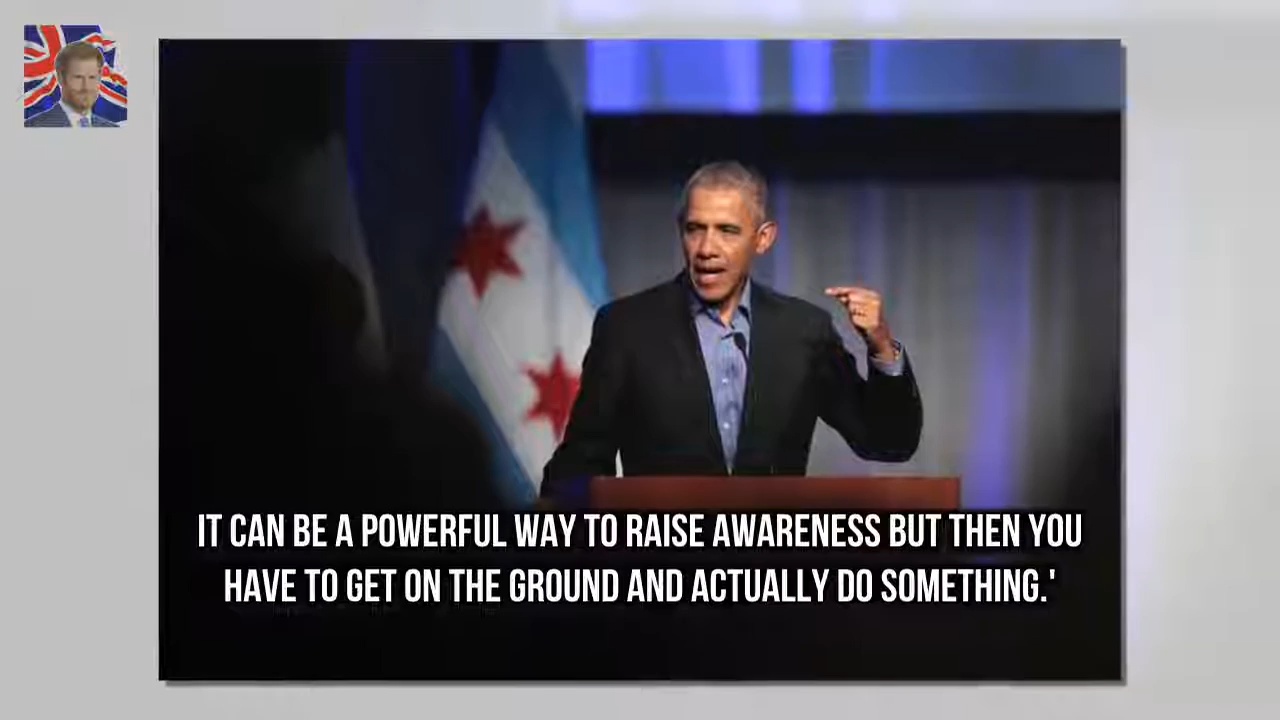 IT CAN BE A POWERFUL WAY TO RAISE AWARENESS BUT THEN YOU
HAVE TO GET ON THE GROUND AND ACTUALLY DO SOMETHING.'